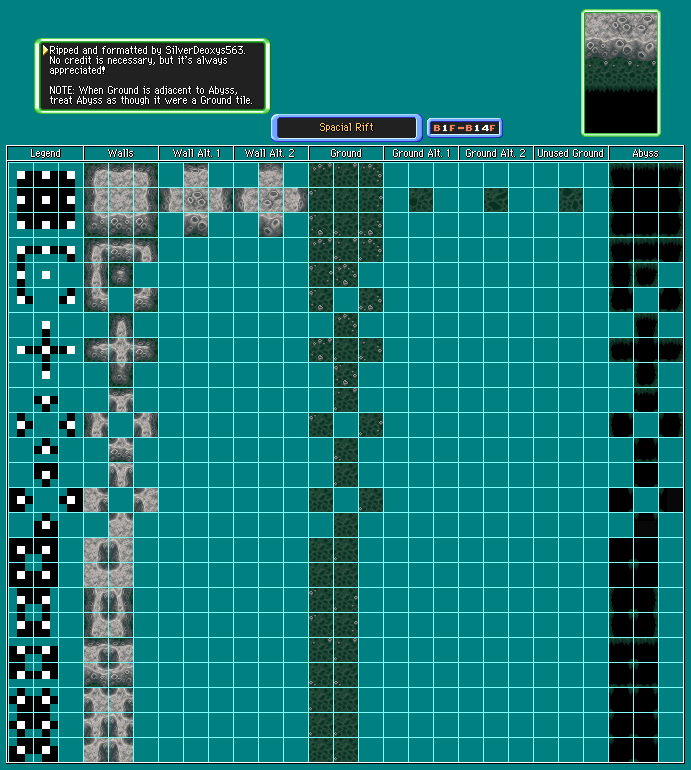 Ripped and formatted by SilverDeoxys563.
No credit is necessary, but it's always
appreciated!
NOTE: When Ground is adjacent to Abyss,
treat Abyss as though it were a Ground tile.
Spacial Rift
B1F-B14F
Legend Walls Wall Alt. 1 Wall Alt. 2 Ground Ground Alt. 1 Ground Alt. 2 Unused Ground Abyss